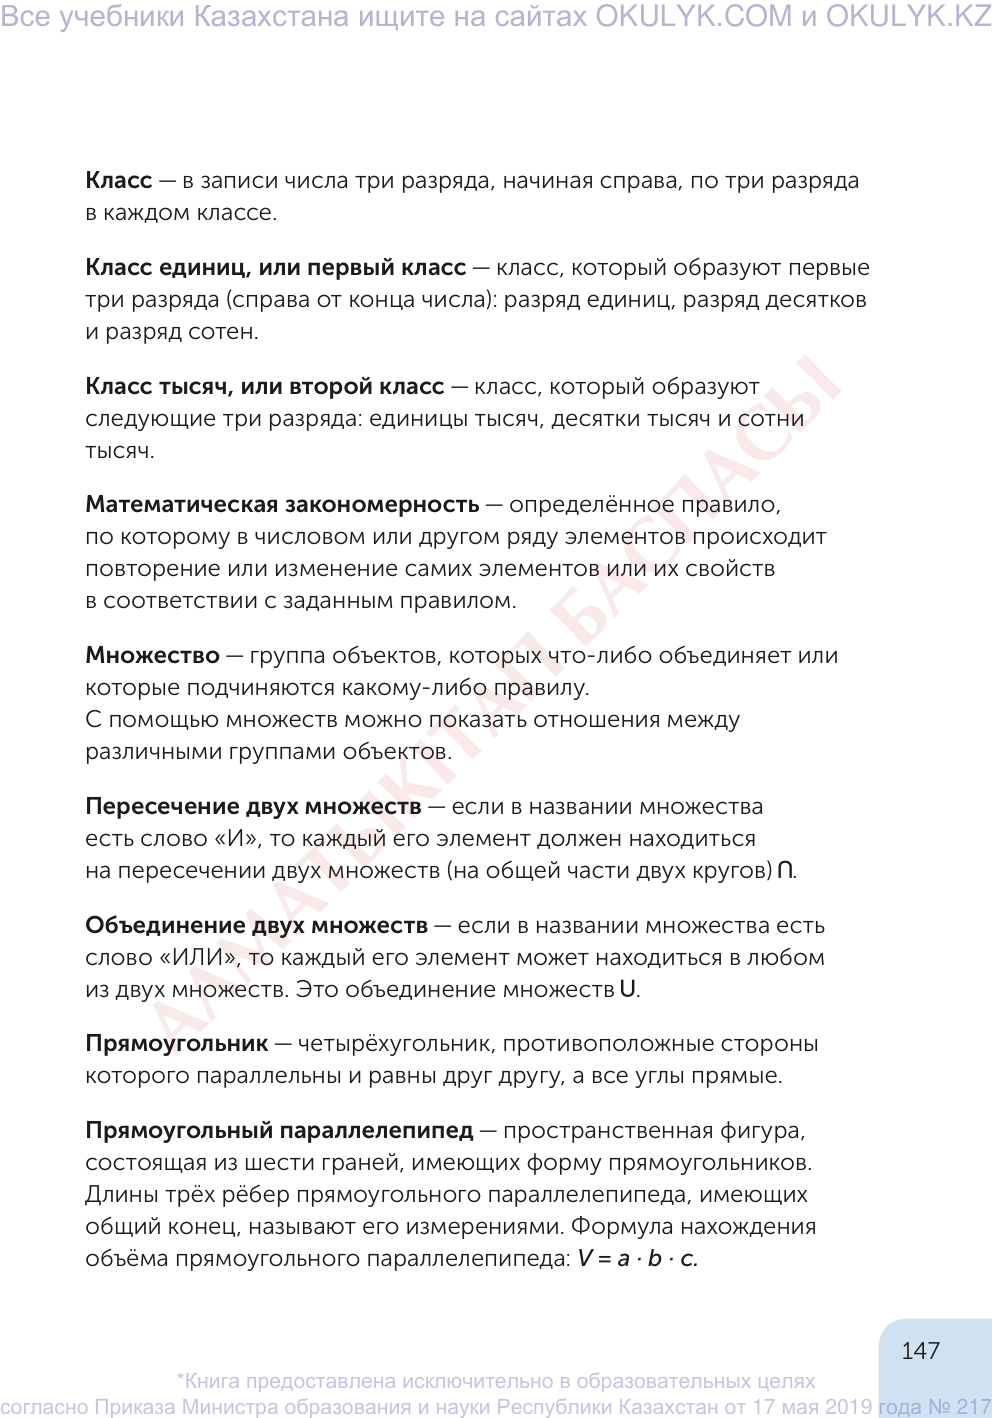 Все учебники Казахстана ищите на сайтах OKULYK.COM и OKULYK.KZ
Класс — в записи числа три разряда, начиная справа, по три разряда
в каждом классе.
Класс единиц, или первый класс — класс, который образуют первые
три разряда (справа от конца числа): разряд единиц, разряд десятков
и разряд сотен.
Класс тысяч, или второй класс — класс, который образуют
следующие три разряда: единицы тысяч, десятки тысяч и сотни
тысяч.
Математическая закономерность — определённое правило,
по которому в числовом или другом ряду элементов происходит
повторение или изменение самих элементов или их свойств
в соответствии с заданным правилом.
Множество — группа объектов, которых что-либо объединяет или
которые подчиняются какому-либо правилу.
С помощью множеств можно показать отношения между
различными группами объектов.
Пересечение двух множеств — если в названии множества
есть слово «И», то каждый его элемент должен находиться
на пересечении двух множеств (на общей части двух кругов) ∩.
Объединение двух множеств — если в названии множества есть
слово «ИЛИ», то каждый его элемент может находиться в любом
из двух множеств. Это объединение множеств U.
Прямоугольник — четырёхугольник, противоположные стороны
которого параллельны и равны друг другу, а все углы прямые.
Прямоугольный параллелепипед — пространственная фигура,
состоящая из шести граней, имеющих форму прямоугольников.
Длины трёх рёбер прямоугольного параллелепипеда, имеющих
общий конец, называют его измерениями. Формула нахождения
объёма прямоугольного параллелепипеда: V = a · b · c.
АЛМАТЫКІТАП БАСПАСЫ
147
*Книга предоставлена исключительно в образовательных целях
согласно Приказа Министра образования и науки Республики Казахстан от 17 мая 2019 года № 217